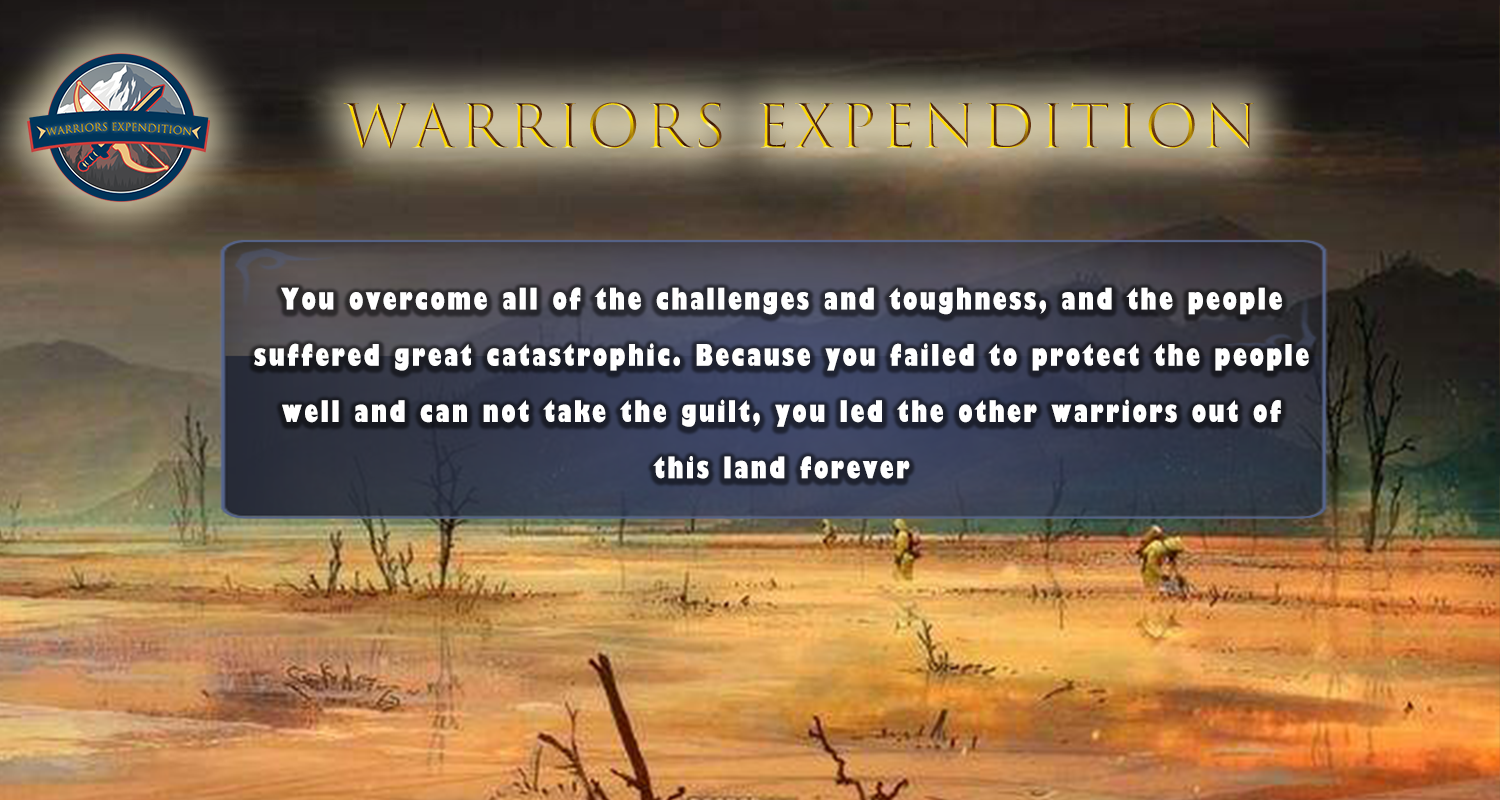 WARRIORS EXPENDITION
WARRIORS EXPENDITION
You overcome all of the challenges and toughness, and the people
suffered great catastrophic. Because you failed to protect the people
well and can not take the guilt, you led the other warriors out of
this land forever